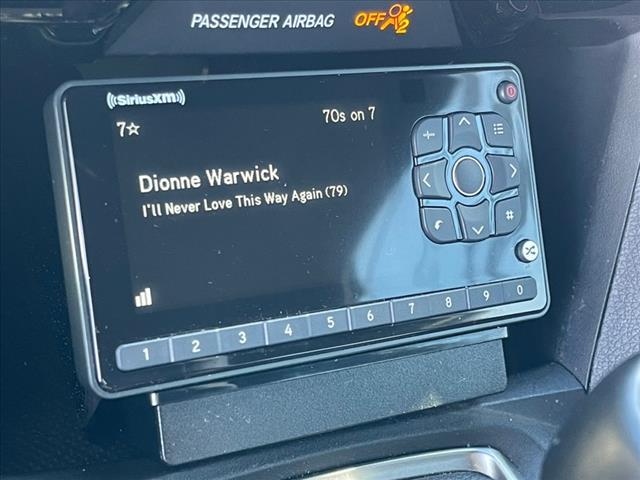 PASSENGER AIRBAG OFF 2
((SiriusXM))
7☆ 70s on 7
Dionne Warwick
I'll Never Love This Way Again (79)
#
1 2 3 4 5 6 7 8 9 0